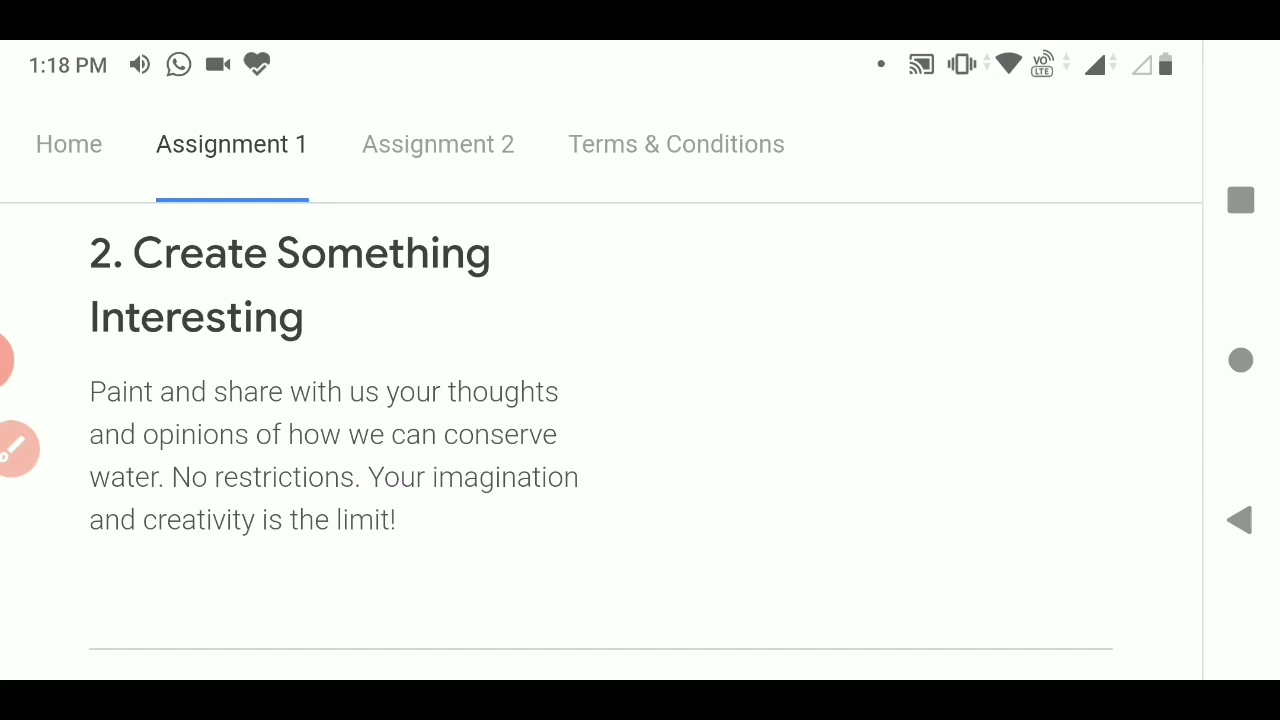 1:18 PM
VO
LTE
Home Assignment 1 Assignment 2 Terms & Conditions
2. Create Something
Interesting
Paint and share with us your thoughts
and opinions of how we can conserve
water. No restrictions. Your imagination
and creativity is the limit!